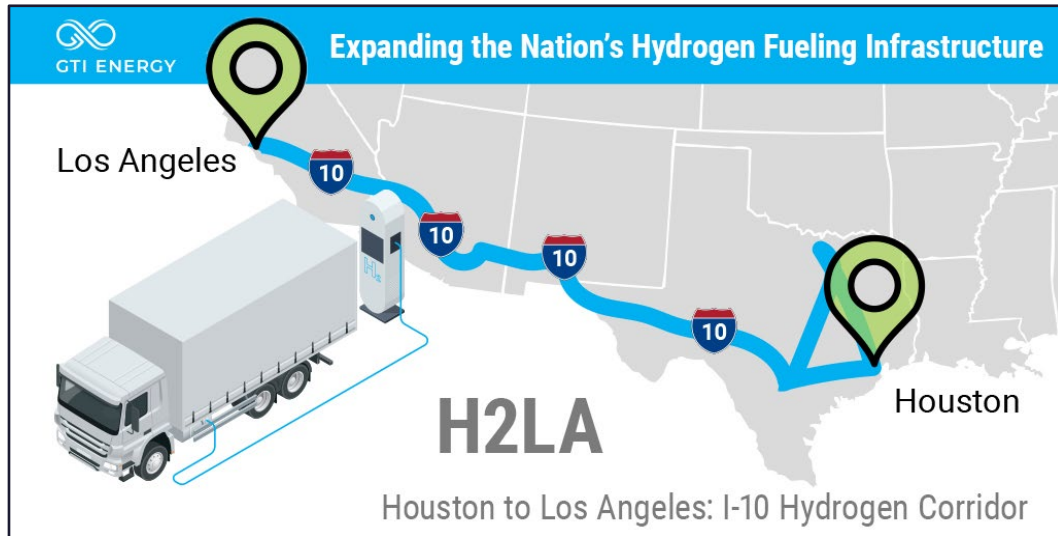 GTI ENERGY
Expanding the Nation's Hydrogen Fueling Infrastructure
Los Angeles
10
10
10
10
H2
Houston
H2LA
Houston to Los Angeles: I-10 Hydrogen Corridor